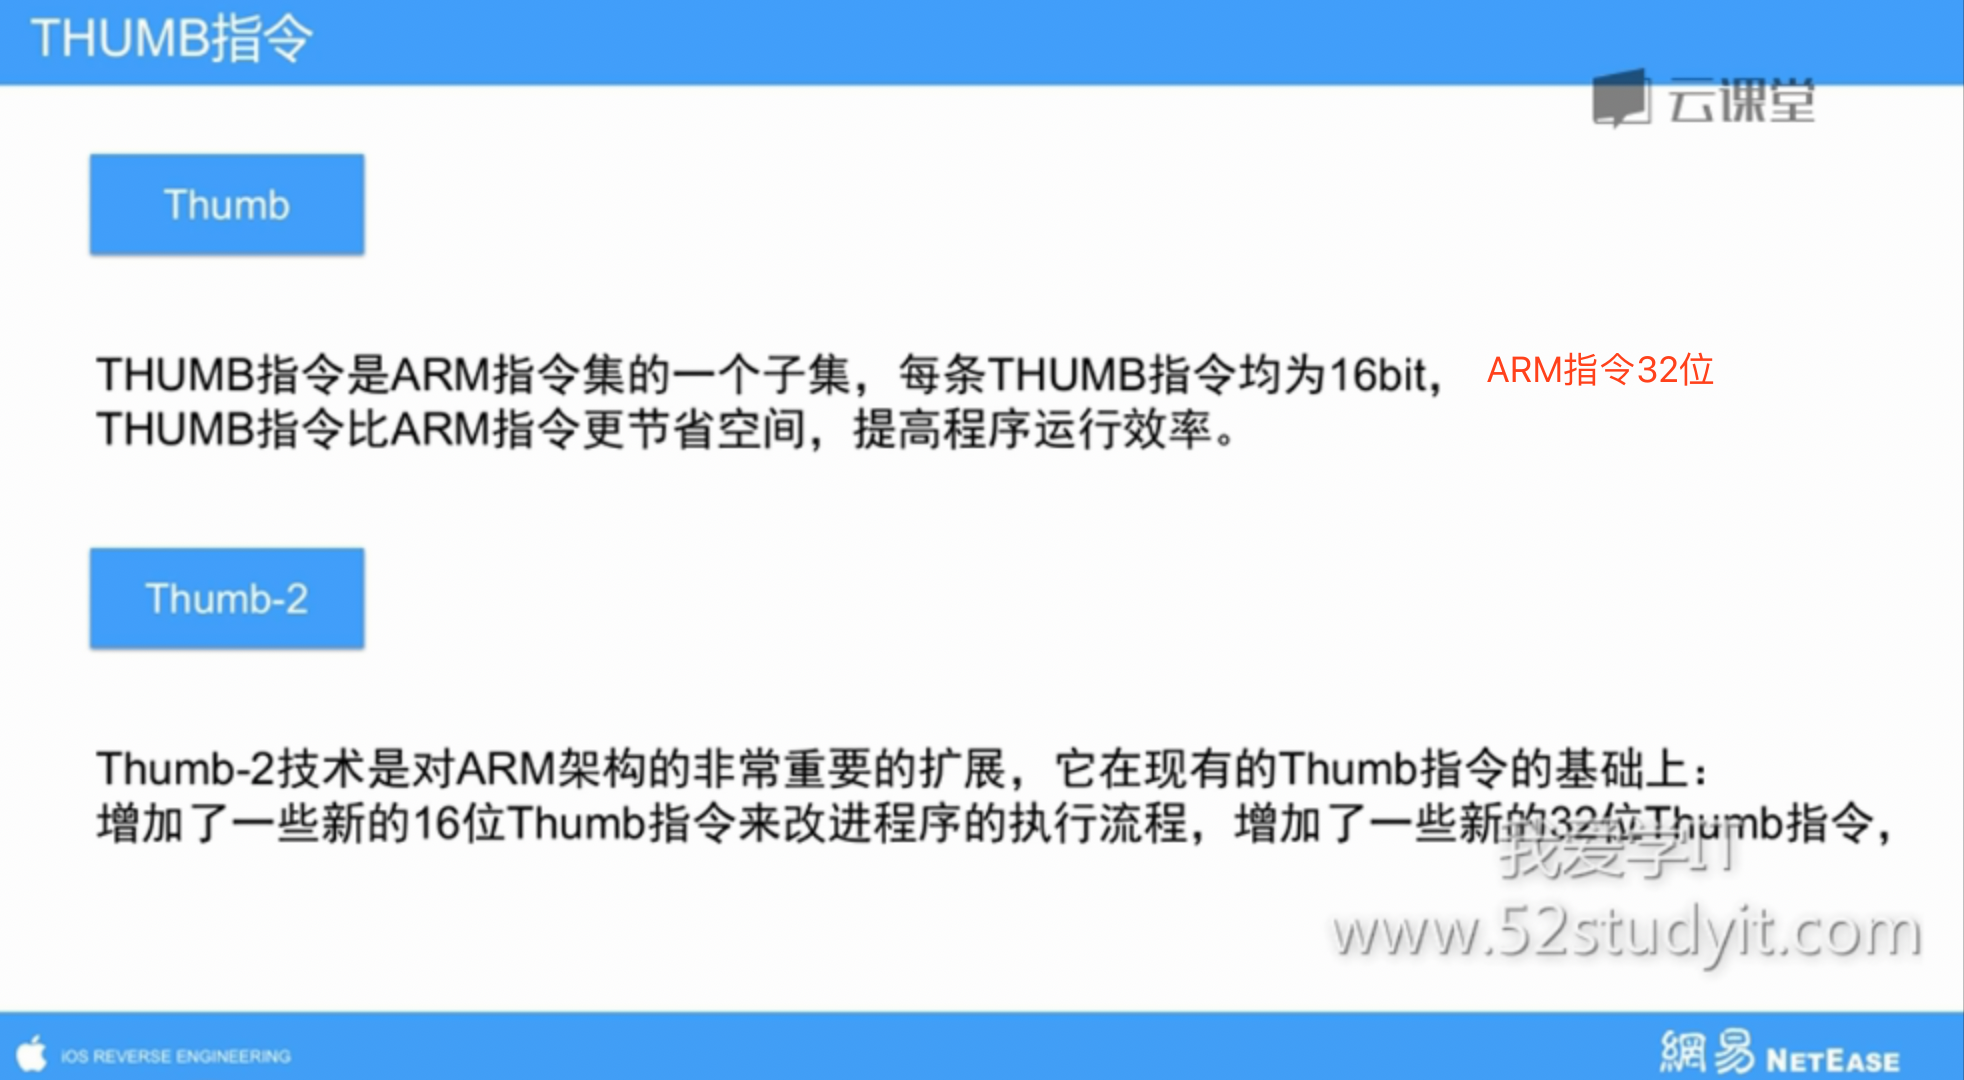 THUMB指令
云课堂
Thumb
THUMB指令是ARM指令集的一个子集，每条THUMB指令均为16bit，
ARM指令32位
THUMB指令比ARM指令更节省空间，提高程序运行效率。
Thumb-2
Thumb-2技术是对ARM架构的非常重要的扩展，它在现有的Thumb指令的基础上：
增加了一些新的16位Thumb指令来改进程序的执行流程，增加了一些新的32位Thumb指令，
我爱学IT
www.52studyit.com
iOS REVERSE ENGINEERING
網易 NETEASE